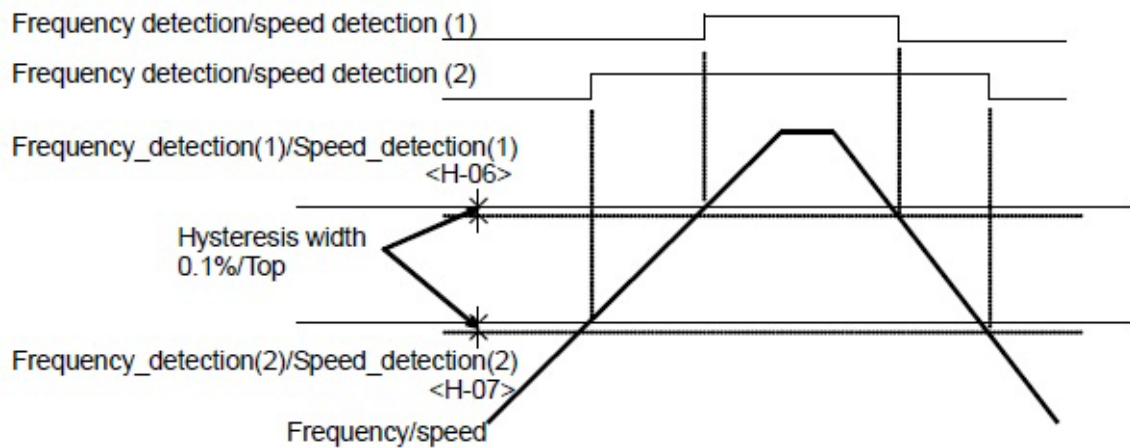 Frequency detection/speed detection (1)
Frequency detection/speed detection (2)
Frequency_detection(1)/Speed_detection(1)
<H-06>
Hysteresis width
0.1%/Top
Frequency_detection(2)/Speed_detection(2)
<H-07>
Frequency/speed